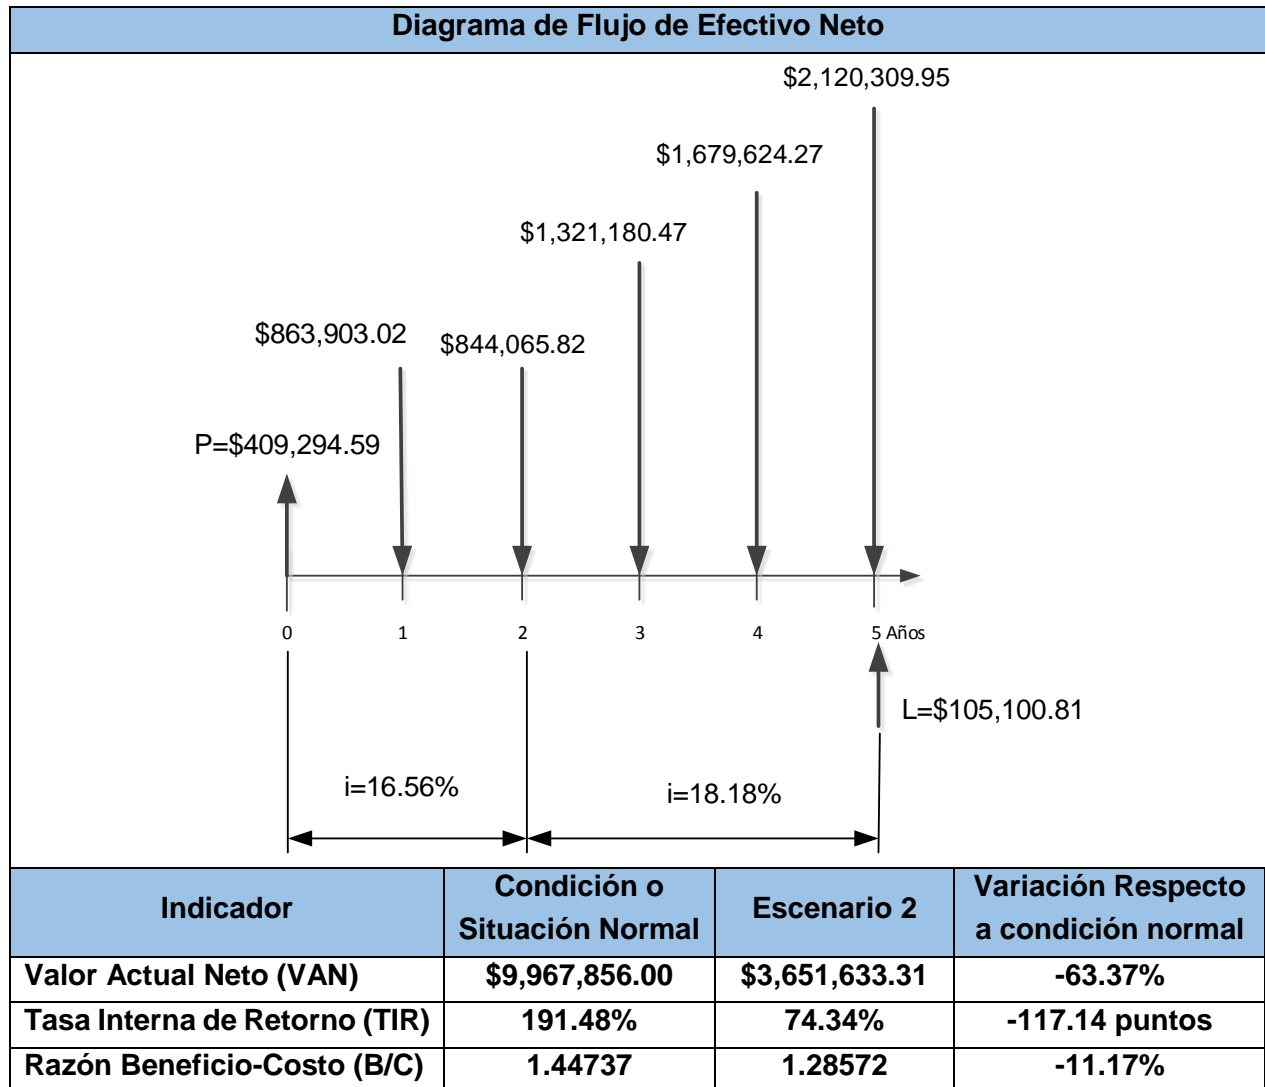 Diagrama de Flujo de Efectivo Neto
$2,120,309.95
$1,679,624.27
$1,321,180.47
$863,903.02
$844,065.82
P=$409,294.59
0
1
2
3
4
5 Años
L=$105,100.81
i=16.56%
i=18.18%
Indicador
Condición o
Situación Normal
Escenario 2
Variación Respecto
a condición normal
Valor Actual Neto (VAN)
$9,967,856.00
$3,651,633.31
-63.37%
Tasa Interna de Retorno (TIR)
191.48%
74.34%
-117.14 puntos
Razón Beneficio-Costo (B/C)
1.44737
1.28572
-11.17%